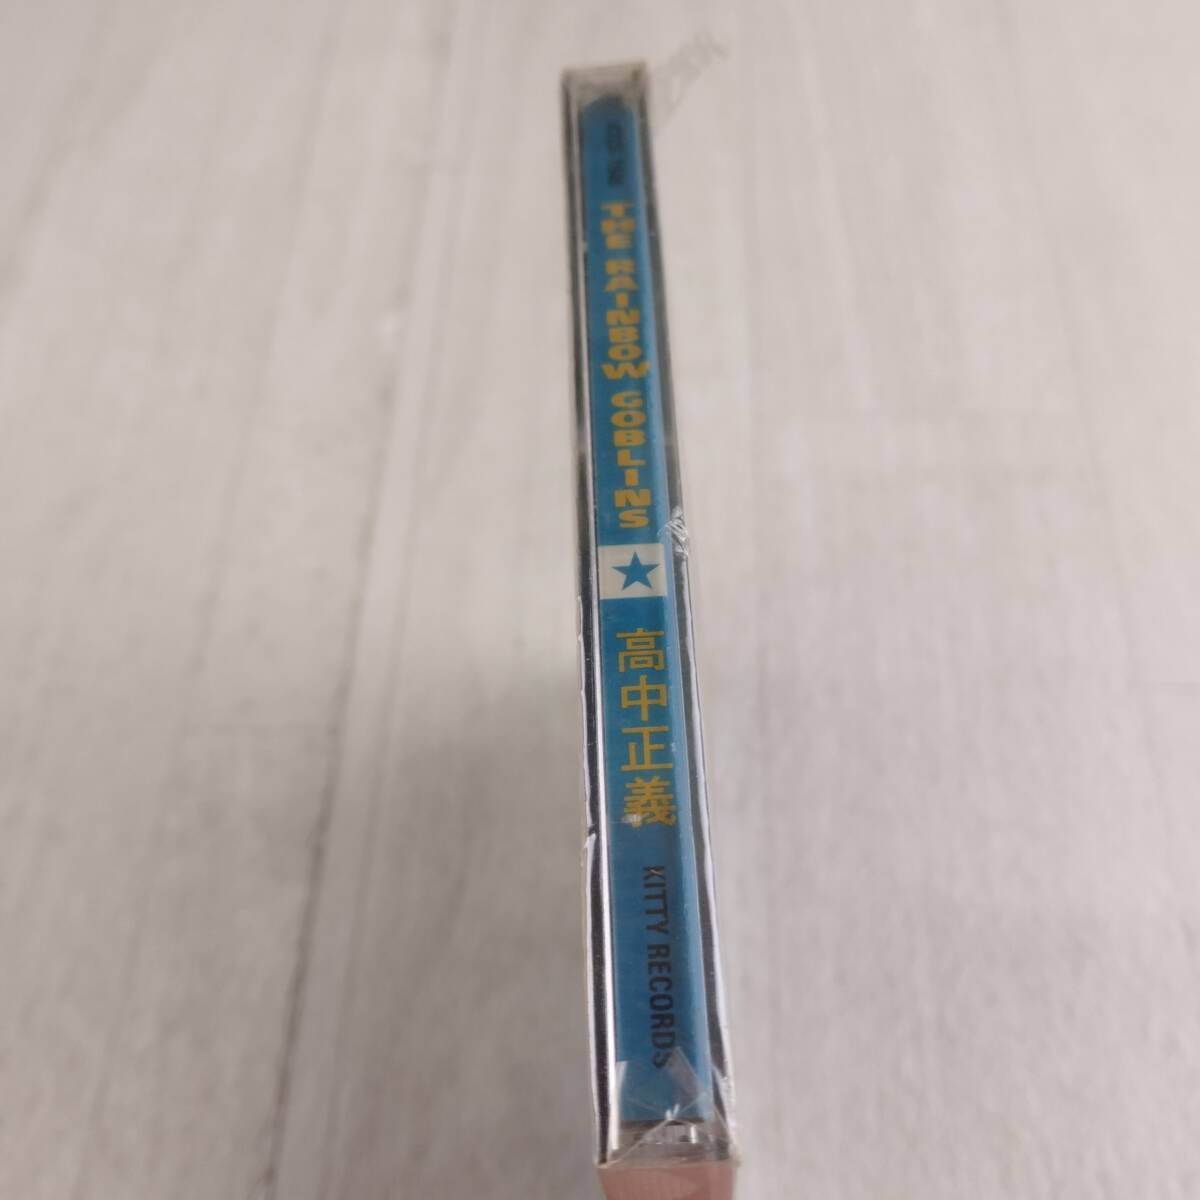 THE RAINBOW GOBLINS
★
高中正義
KITTY RECORDS